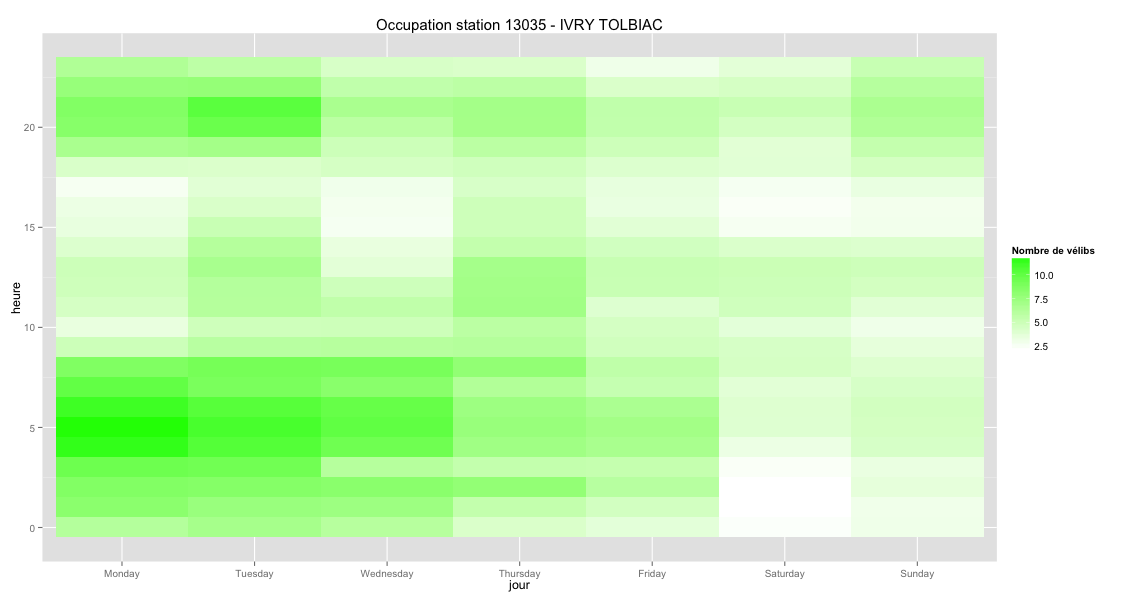 Occupation station 13035 - IVRY TOLBIAC
20
15
10
5
0
heure
Monday Tuesday Wednesday Thursday Friday Saturday Sunday
jour
Nombre de vélibs
10.0
7.5
5.0
2.5